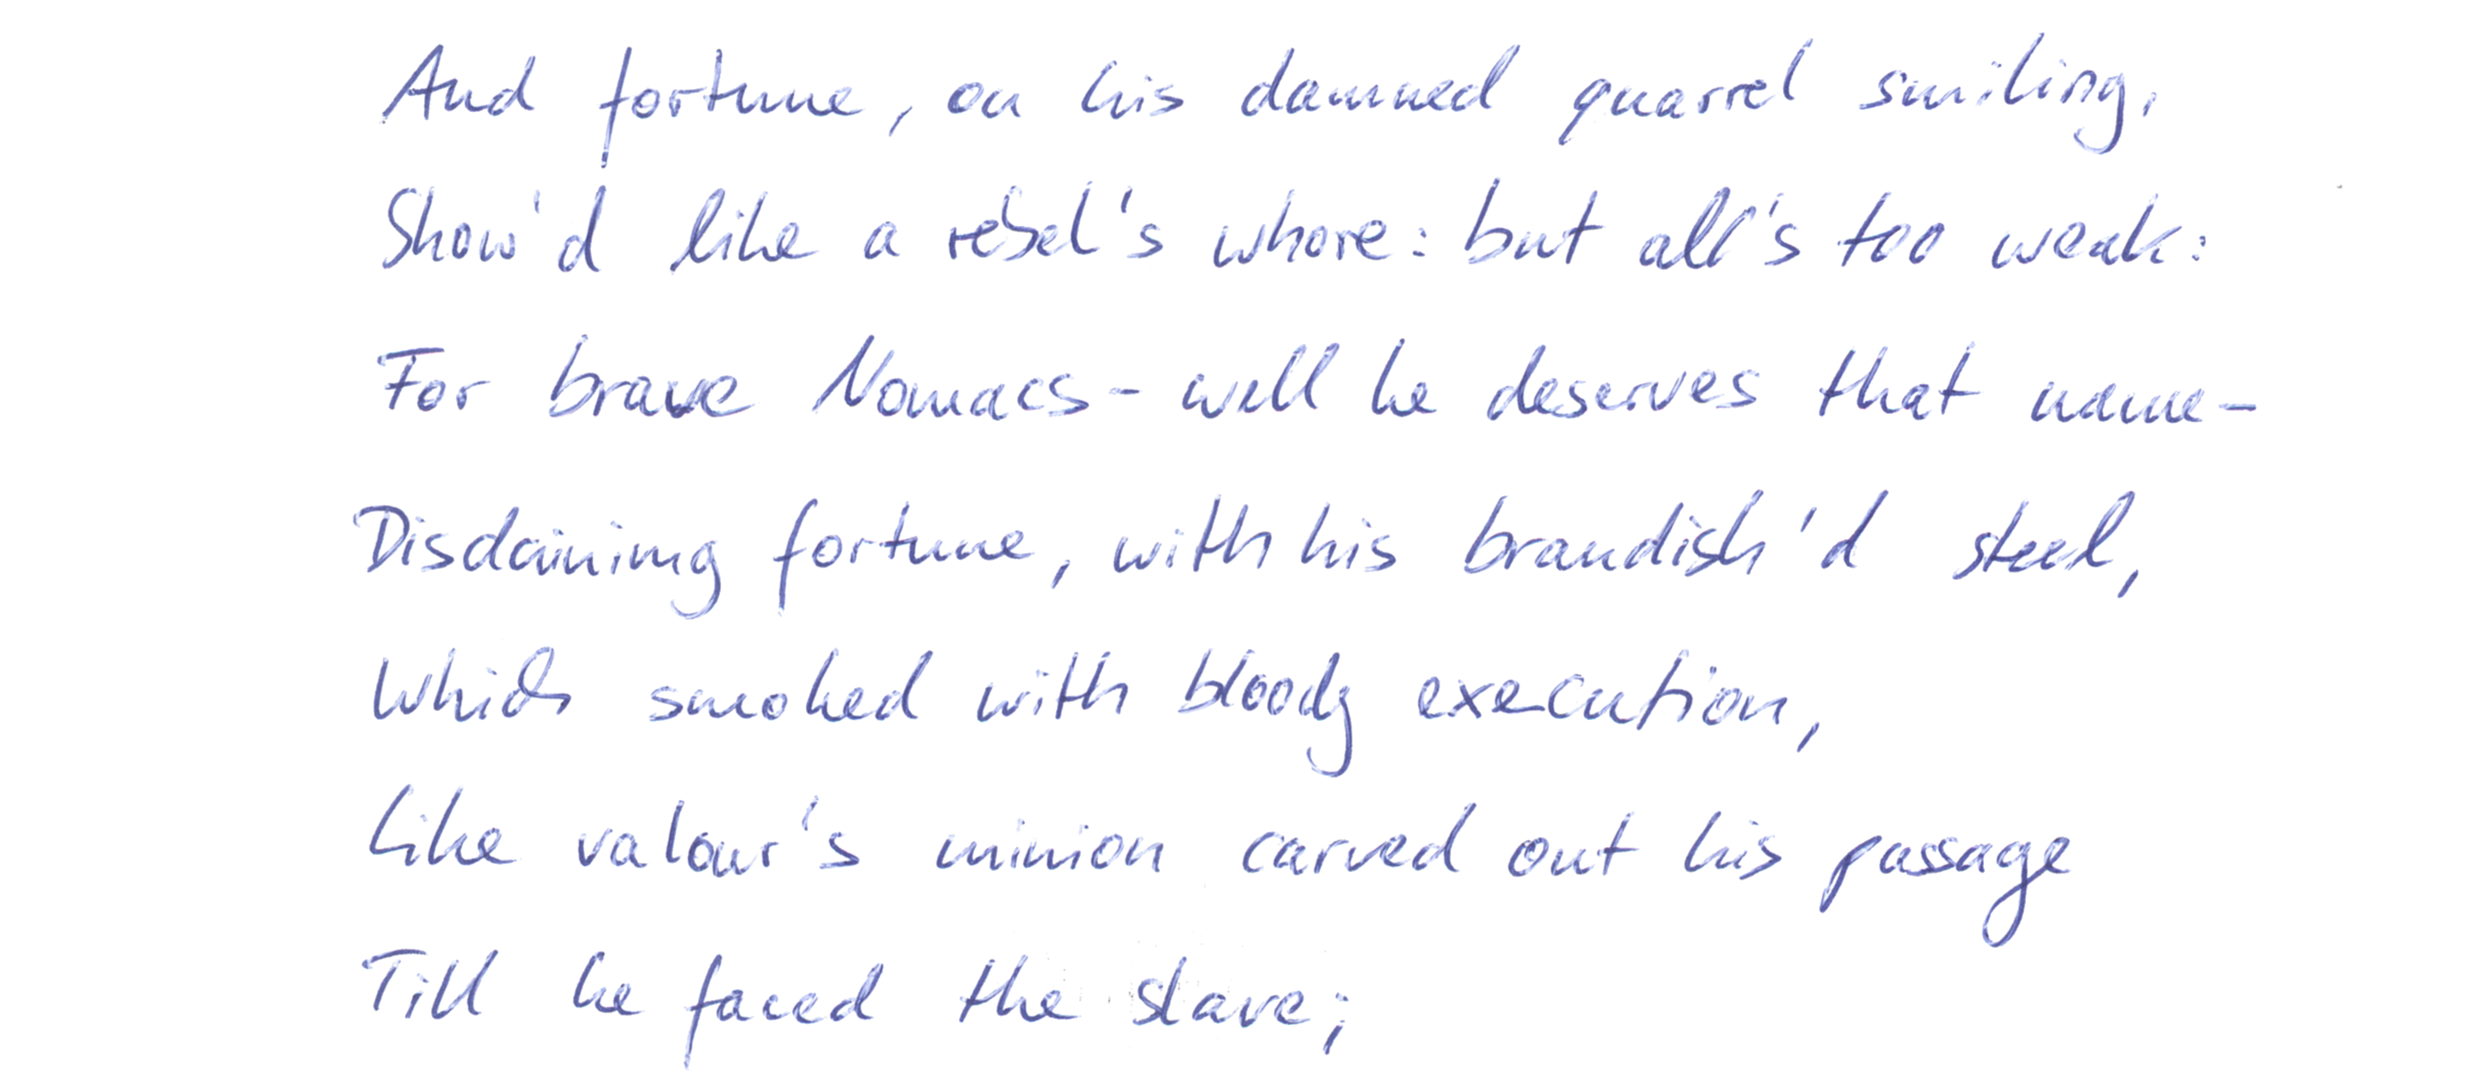 And fortune, on his damned quarrel smiling,
Show'd like a rebel's whore: but all's too weak:
For brave Nomacs - well he deserves that name -
Disdaining fortune, with his brandish'd steel,
Which smoked with bloody execution,
Like valour's minion carved out his passage
Till he faced the slave;